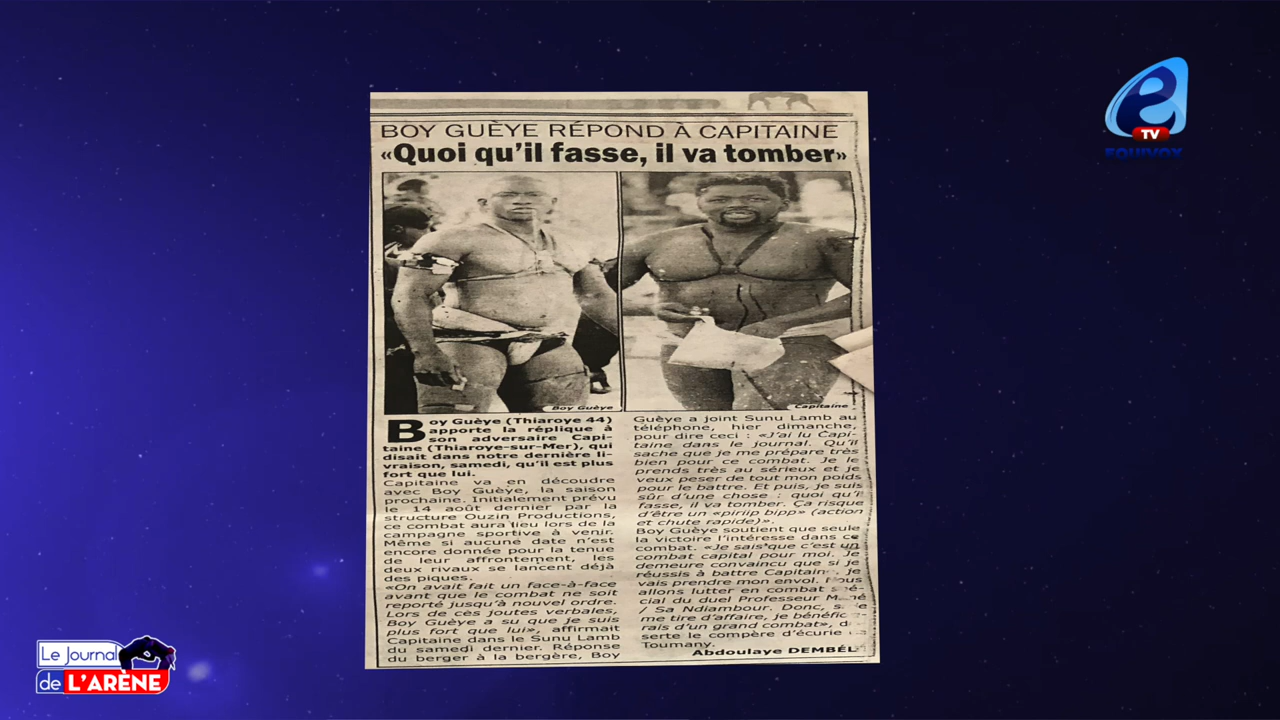 e
TV
EQUIVOX
BOY GUÈYE RÉPOND À CAPITAINE
«Quoi qu'il fasse, il va tomber»
Boy Guèye
Capitaine
Boy Guèye (Thiaroye 44)
apporte la réplique à
son adversaire Capi-
taine (Thiaroye-sur-Mer), qui
disait dans notre dernière li-
vraison, samedi, qu'il est plus
fort que lui.
Capitaine va en découdre
avec Boy Guèye, la saison
prochaine. Initialement prévu
le 14 août dernier par la
structure Ouzin Productions,
ce combat aura lieu lors de la
campagne sportive à venir.
Même si aucune date n'est
encore donnée pour la tenue
de leur affrontement, les
deux rivaux se lancent déjà
des piques.
«On avait fait un face-à-face
avant que le combat ne soit
reporté jusqu'à nouvel ordre.
Lors de ces joutes verbales,
Boy Guèye a su que je suis
plus fort que lui», affirmait
Capitaine dans le Sunu Lamb
du samedi dernier. Réponse
du berger à la bergère, Boy
Guèye a joint Sunu Lamb au
téléphone, hier dimanche,
pour dire ceci : «J'ai lu Capi-
taine dans le journal. Qu'il
sache que je me prépare très
bien pour ce combat. Je le
prends très au sérieux et je
veux peser de tout mon poids
pour le battre. Et puis, je suis
sûr d'une chose : quoi qu'il
fasse, il va tomber. Ça risque
d'être un «piriip bipp» (action
et chute rapide)».
Boy Guèye soutient que seule
la victoire l'intéresse dans ce
combat. «Je sais que c'est un
combat capital pour moi. Je
demeure convaincu que si je
réussis à battre Capitaine, je
vais prendre mon envol. Nous
allons lutter en combat spé-
cial du duel Professeur
/ Sa Ndiambour. Donc, si je
me tire d'affaire, je bénéficie-
rais d'un grand combat»,
serte le compère d'écurie
Toumany.
Abdoulaye DEMBÉL
Le Journal
de L'ARÈNE